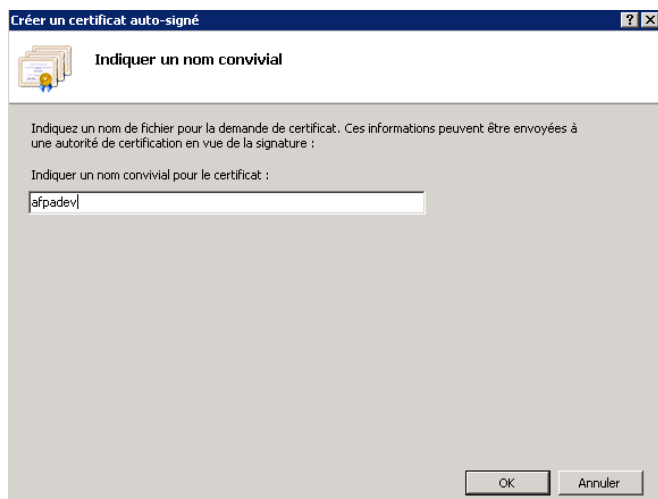 Créer un certificat auto-signé
Indiquer un nom convivial
Indiquez un nom de fichier pour la demande de certificat. Ces informations peuvent être envoyées à
une autorité de certification en vue de la signature :
Indiquer un nom convivial pour le certificat :
afpadev
OK Annuler